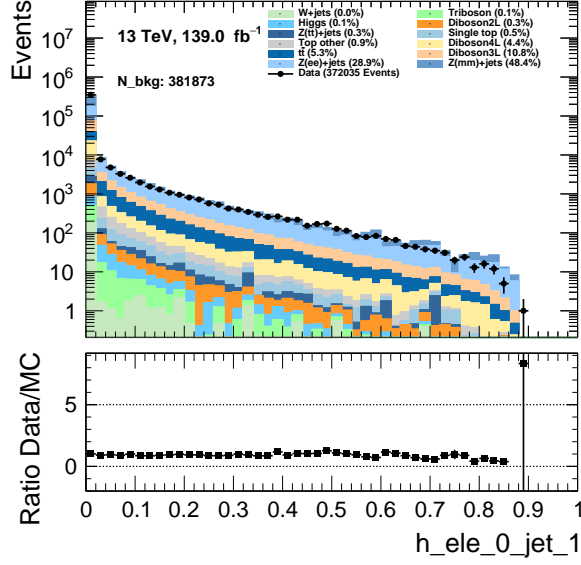 Events
10⁷
10⁶
10⁵
10⁴
10³
10²
10
1
13 TeV, 139.0 fb⁻¹
N_bkg: 381873
W+jets (0.0%)
Higgs (0.1%)
Z(tt)+jets (0.3%)
Top other (0.9%)
tt̄ (5.3%)
Z(ee)+jets (28.9%)
Data (372035 Events)
Triboson (0.1%)
Diboson2L (0.3%)
Single top (0.5%)
Diboson4L (4.4%)
Diboson3L (10.8%)
Z(mm)+jets (48.4%)
Ratio Data/MC
5
0
0 0.1 0.2 0.3 0.4 0.5 0.6 0.7 0.8 0.9 1
h_ele_0_jet_1